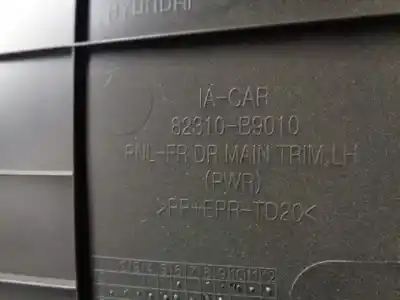 HYUNDAI
IA-CAR
82310-B9010
PNL-FR DR MAIN TRIM,LH
(PWR)
>PP+EPR-TD20<